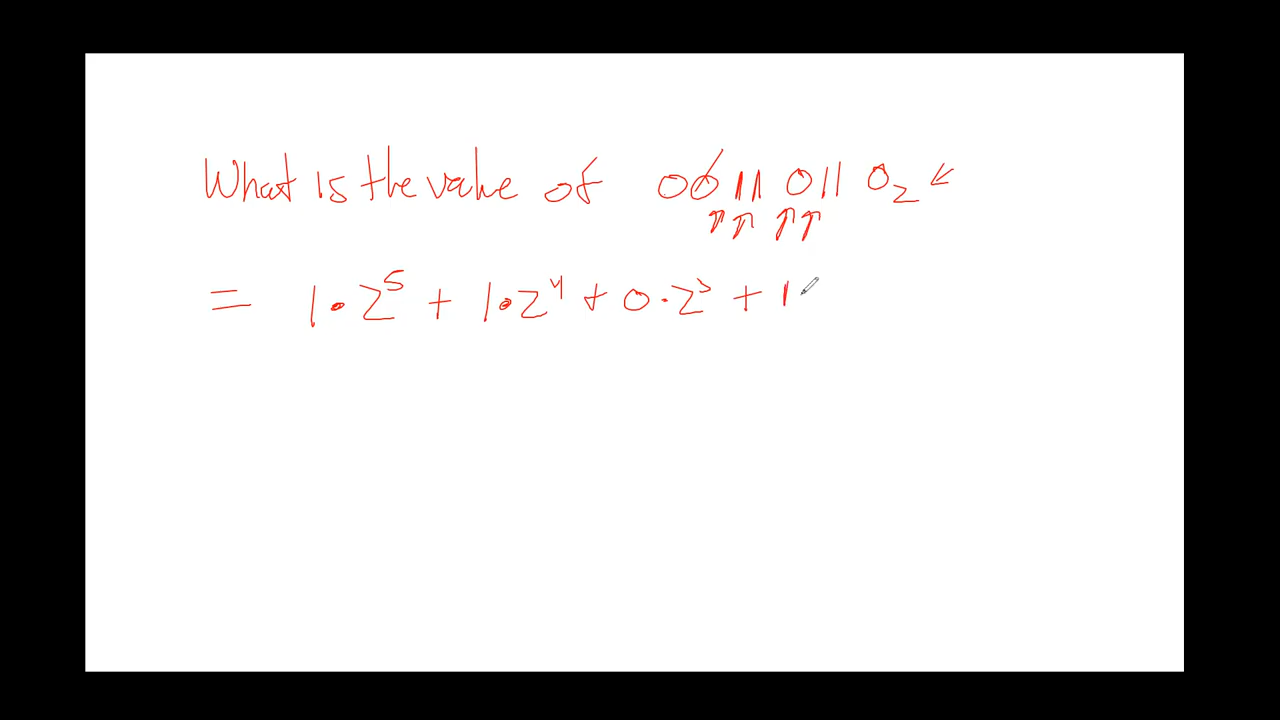 What is the value of 0011 0110₂ ←
= 1·2⁵ + 1·2⁴ + 0·2³ + 1